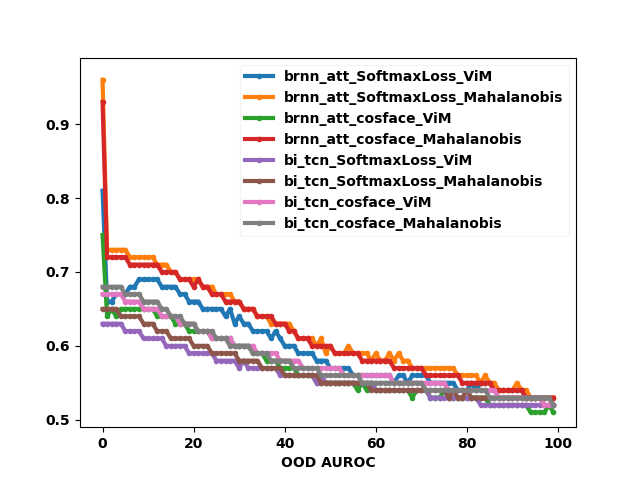 brnn_att_SoftmaxLoss_ViM
brnn_att_SoftmaxLoss_Mahalanobis
brnn_att_cosface_ViM
brnn_att_cosface_Mahalanobis
bi_tcn_SoftmaxLoss_ViM
bi_tcn_SoftmaxLoss_Mahalanobis
bi_tcn_cosface_ViM
bi_tcn_cosface_Mahalanobis
0.9
0.8
0.7
0.6
0.5
0 20 40 60 80 100
OOD AUROC